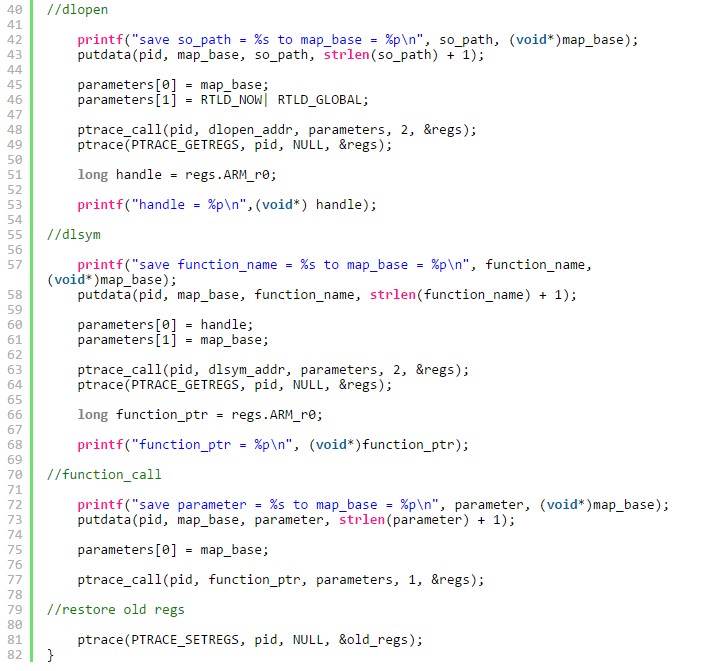 40 //dlopen
41
42 printf("save so_path = %s to map_base = %p\n", so_path, (void*)map_base);
43 putdata(pid, map_base, so_path, strlen(so_path) + 1);
44
45 parameters[0] = map_base;
46 parameters[1] = RTLD_NOW| RTLD_GLOBAL;
47
48 ptrace_call(pid, dlopen_addr, parameters, 2, &regs);
49 ptrace(PTRACE_GETREGS, pid, NULL, &regs);
50
51 long handle = regs.ARM_r0;
52
53 printf("handle = %p\n",(void*) handle);
54
55 //dlsym
56
57 printf("save function_name = %s to map_base = %p\n", function_name,
(void*)map_base);
58 putdata(pid, map_base, function_name, strlen(function_name) + 1);
59
60 parameters[0] = handle;
61 parameters[1] = map_base;
62
63 ptrace_call(pid, dlsym_addr, parameters, 2, &regs);
64 ptrace(PTRACE_GETREGS, pid, NULL, &regs);
65
66 long function_ptr = regs.ARM_r0;
67
68 printf("function_ptr = %p\n", (void*)function_ptr);
69
70 //function_call
71
72 printf("save parameter = %s to map_base = %p\n", parameter, (void*)map_base);
73 putdata(pid, map_base, parameter, strlen(parameter) + 1);
74
75 parameters[0] = map_base;
76
77 ptrace_call(pid, function_ptr, parameters, 1, &regs);
78
79 //restore old regs
80
81 ptrace(PTRACE_SETREGS, pid, NULL, &old_regs);
82 }